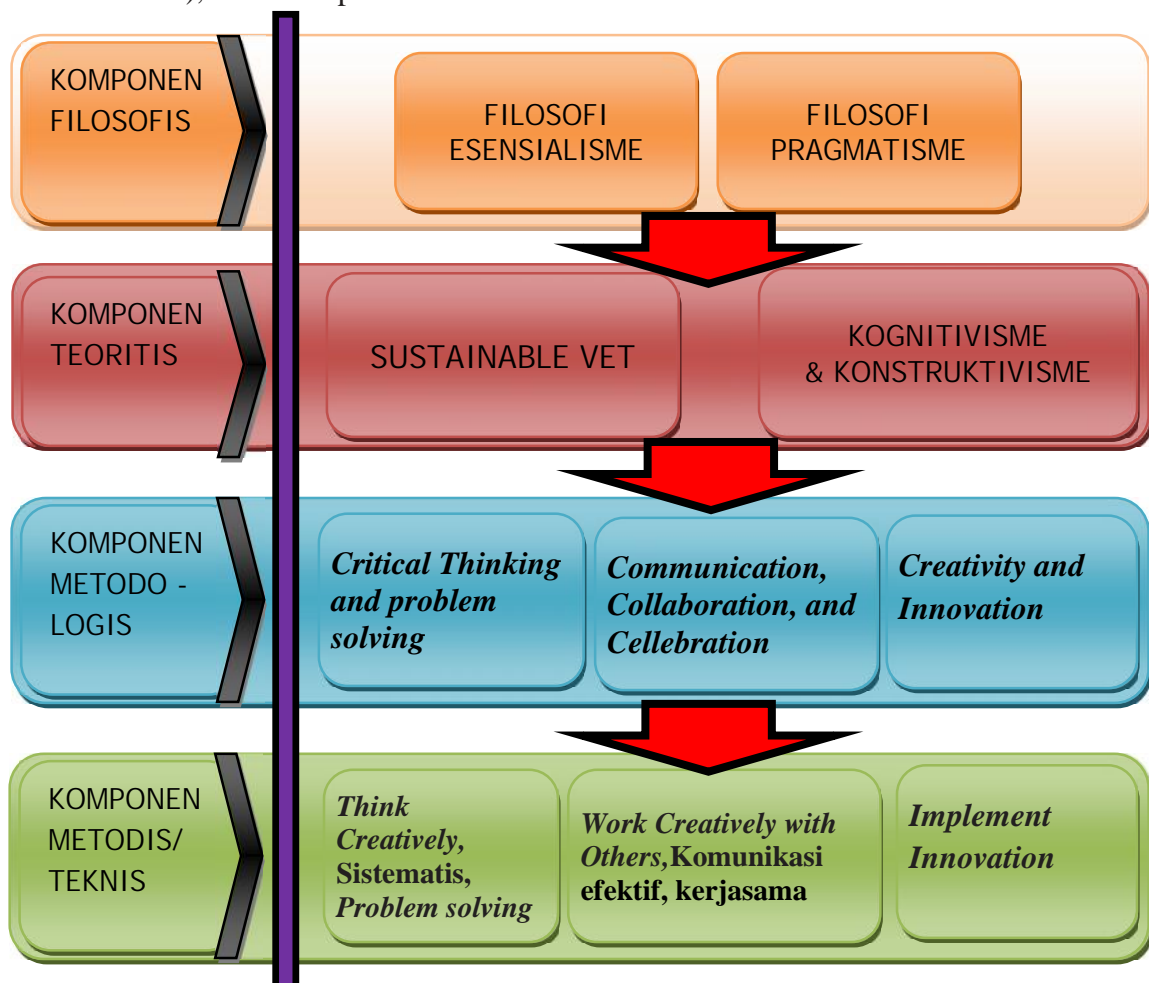 KOMPONEN
FILOSOFIS
FILOSOFI
ESENSIALISME
FILOSOFI
PRAGMATISME
KOMPONEN
TEORITIS
SUSTAINABLE VET
KOGNITIVISME
& KONSTRUKTIVISME
KOMPONEN
METODO -
LOGIS
Critical Thinking
and problem
solving
Communication,
Collaboration, and
Cellebration
Creativity and
Innovation
KOMPONEN
METODIS/
TEKNIS
Think
Creatively,
Sistematis,
Problem solving
Work Creatively with
Others,Komunikasi
efektif, kerjasama
Implement
Innovation